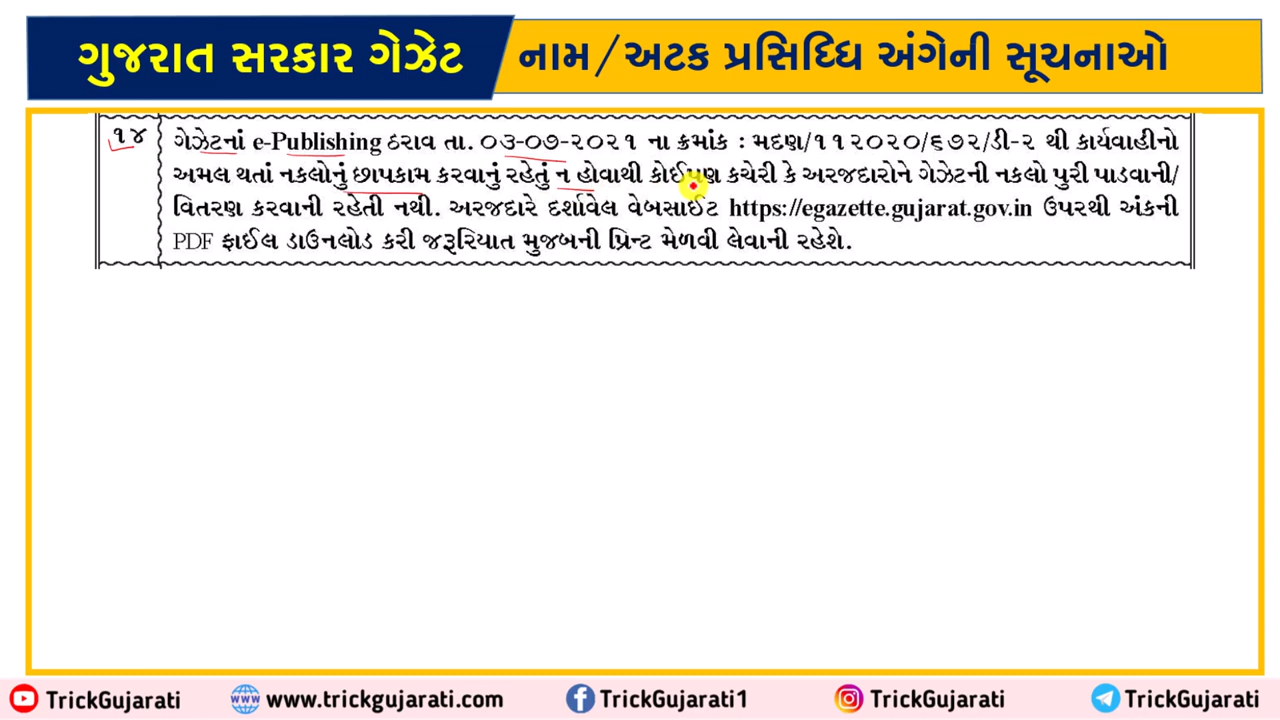 ગુજરાત સરકાર ગેઝેટ
નામ/અટક પ્રસિધ્ધિ અંગેની સૂચનાઓ
૧૪
ગેઝેટનાં e-Publishing ઠરાવ તા. ૦૩-૦૭-૨૦૨૧ ના ક્રમાંક : મદણ/૧૧૨૦૨૦/૬૭૨/ડી-૨ થી કાર્યવાહીનો
અમલ થતાં નકલોનું છાપકામ કરવાનું રહેતું ન હોવાથી કોઈપણ કચેરી કે અરજદારોને ગેઝેટની નકલો પુરી પાડવાની/
વિતરણ કરવાની રહેતી નથી. અરજદારે દર્શાવેલ વેબસાઈટ https://egazette.gujarat.gov.in ઉપરથી અંકની
PDF ફાઈલ ડાઉનલોડ કરી જરૂરિયાત મુજબની પ્રિન્ટ મેળવી લેવાની રહેશે.
TrickGujarati
www.trickgujarati.com
TrickGujarati1
TrickGujarati
TrickGujarati